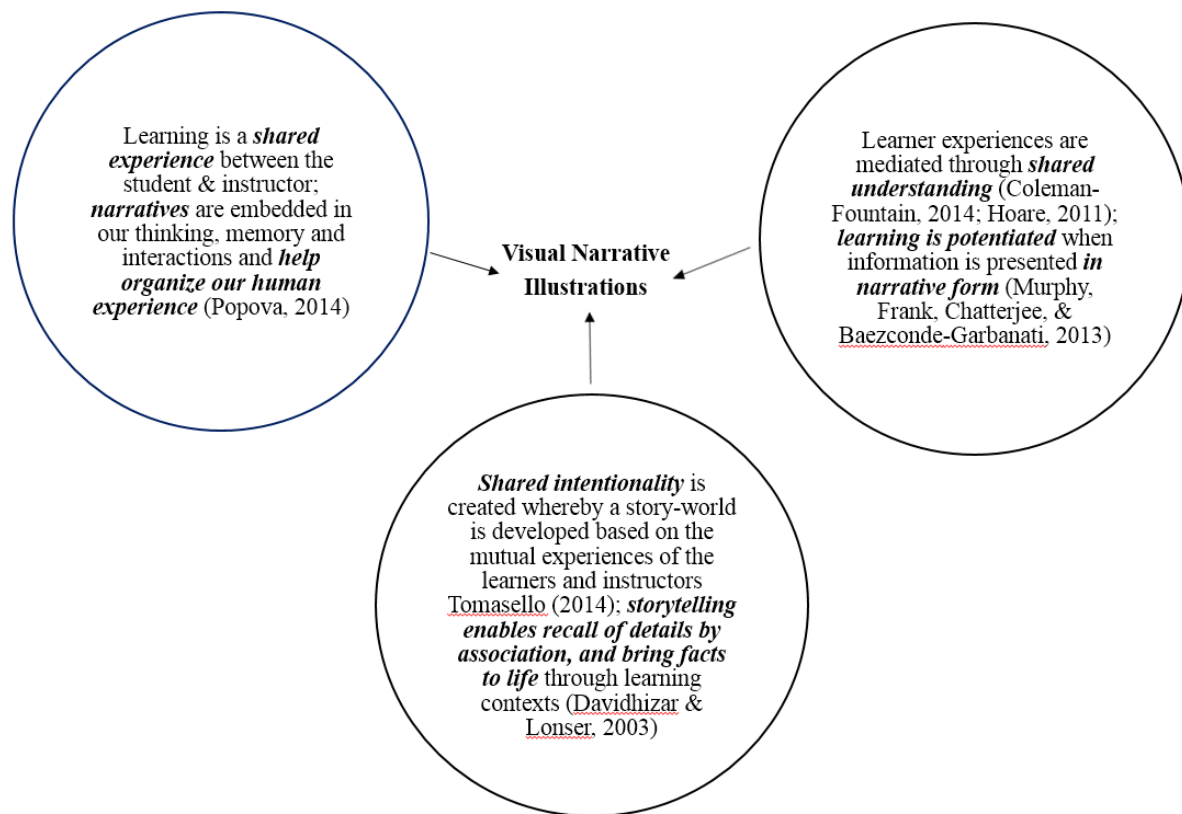 Learning is a shared
experience between the
student & instructor;
narratives are embedded in
our thinking, memory and
interactions and help
organize our human
experience (Popova, 2014)
Visual Narrative
Illustrations
Learner experiences are
mediated through shared
understanding (Coleman-
Fountain, 2014; Hoare, 2011);
learning is potentiated when
information is presented in
narrative form (Murphy,
Frank, Chatterjee, &
Baezconde-Garbanati, 2013)
Shared intentionality is
created whereby a story-world
is developed based on the
mutual experiences of the
learners and instructors
Tomasello (2014); storytelling
enables recall of details by
association, and bring facts
to life through learning
contexts (Davidhizar &
Lonser, 2003)